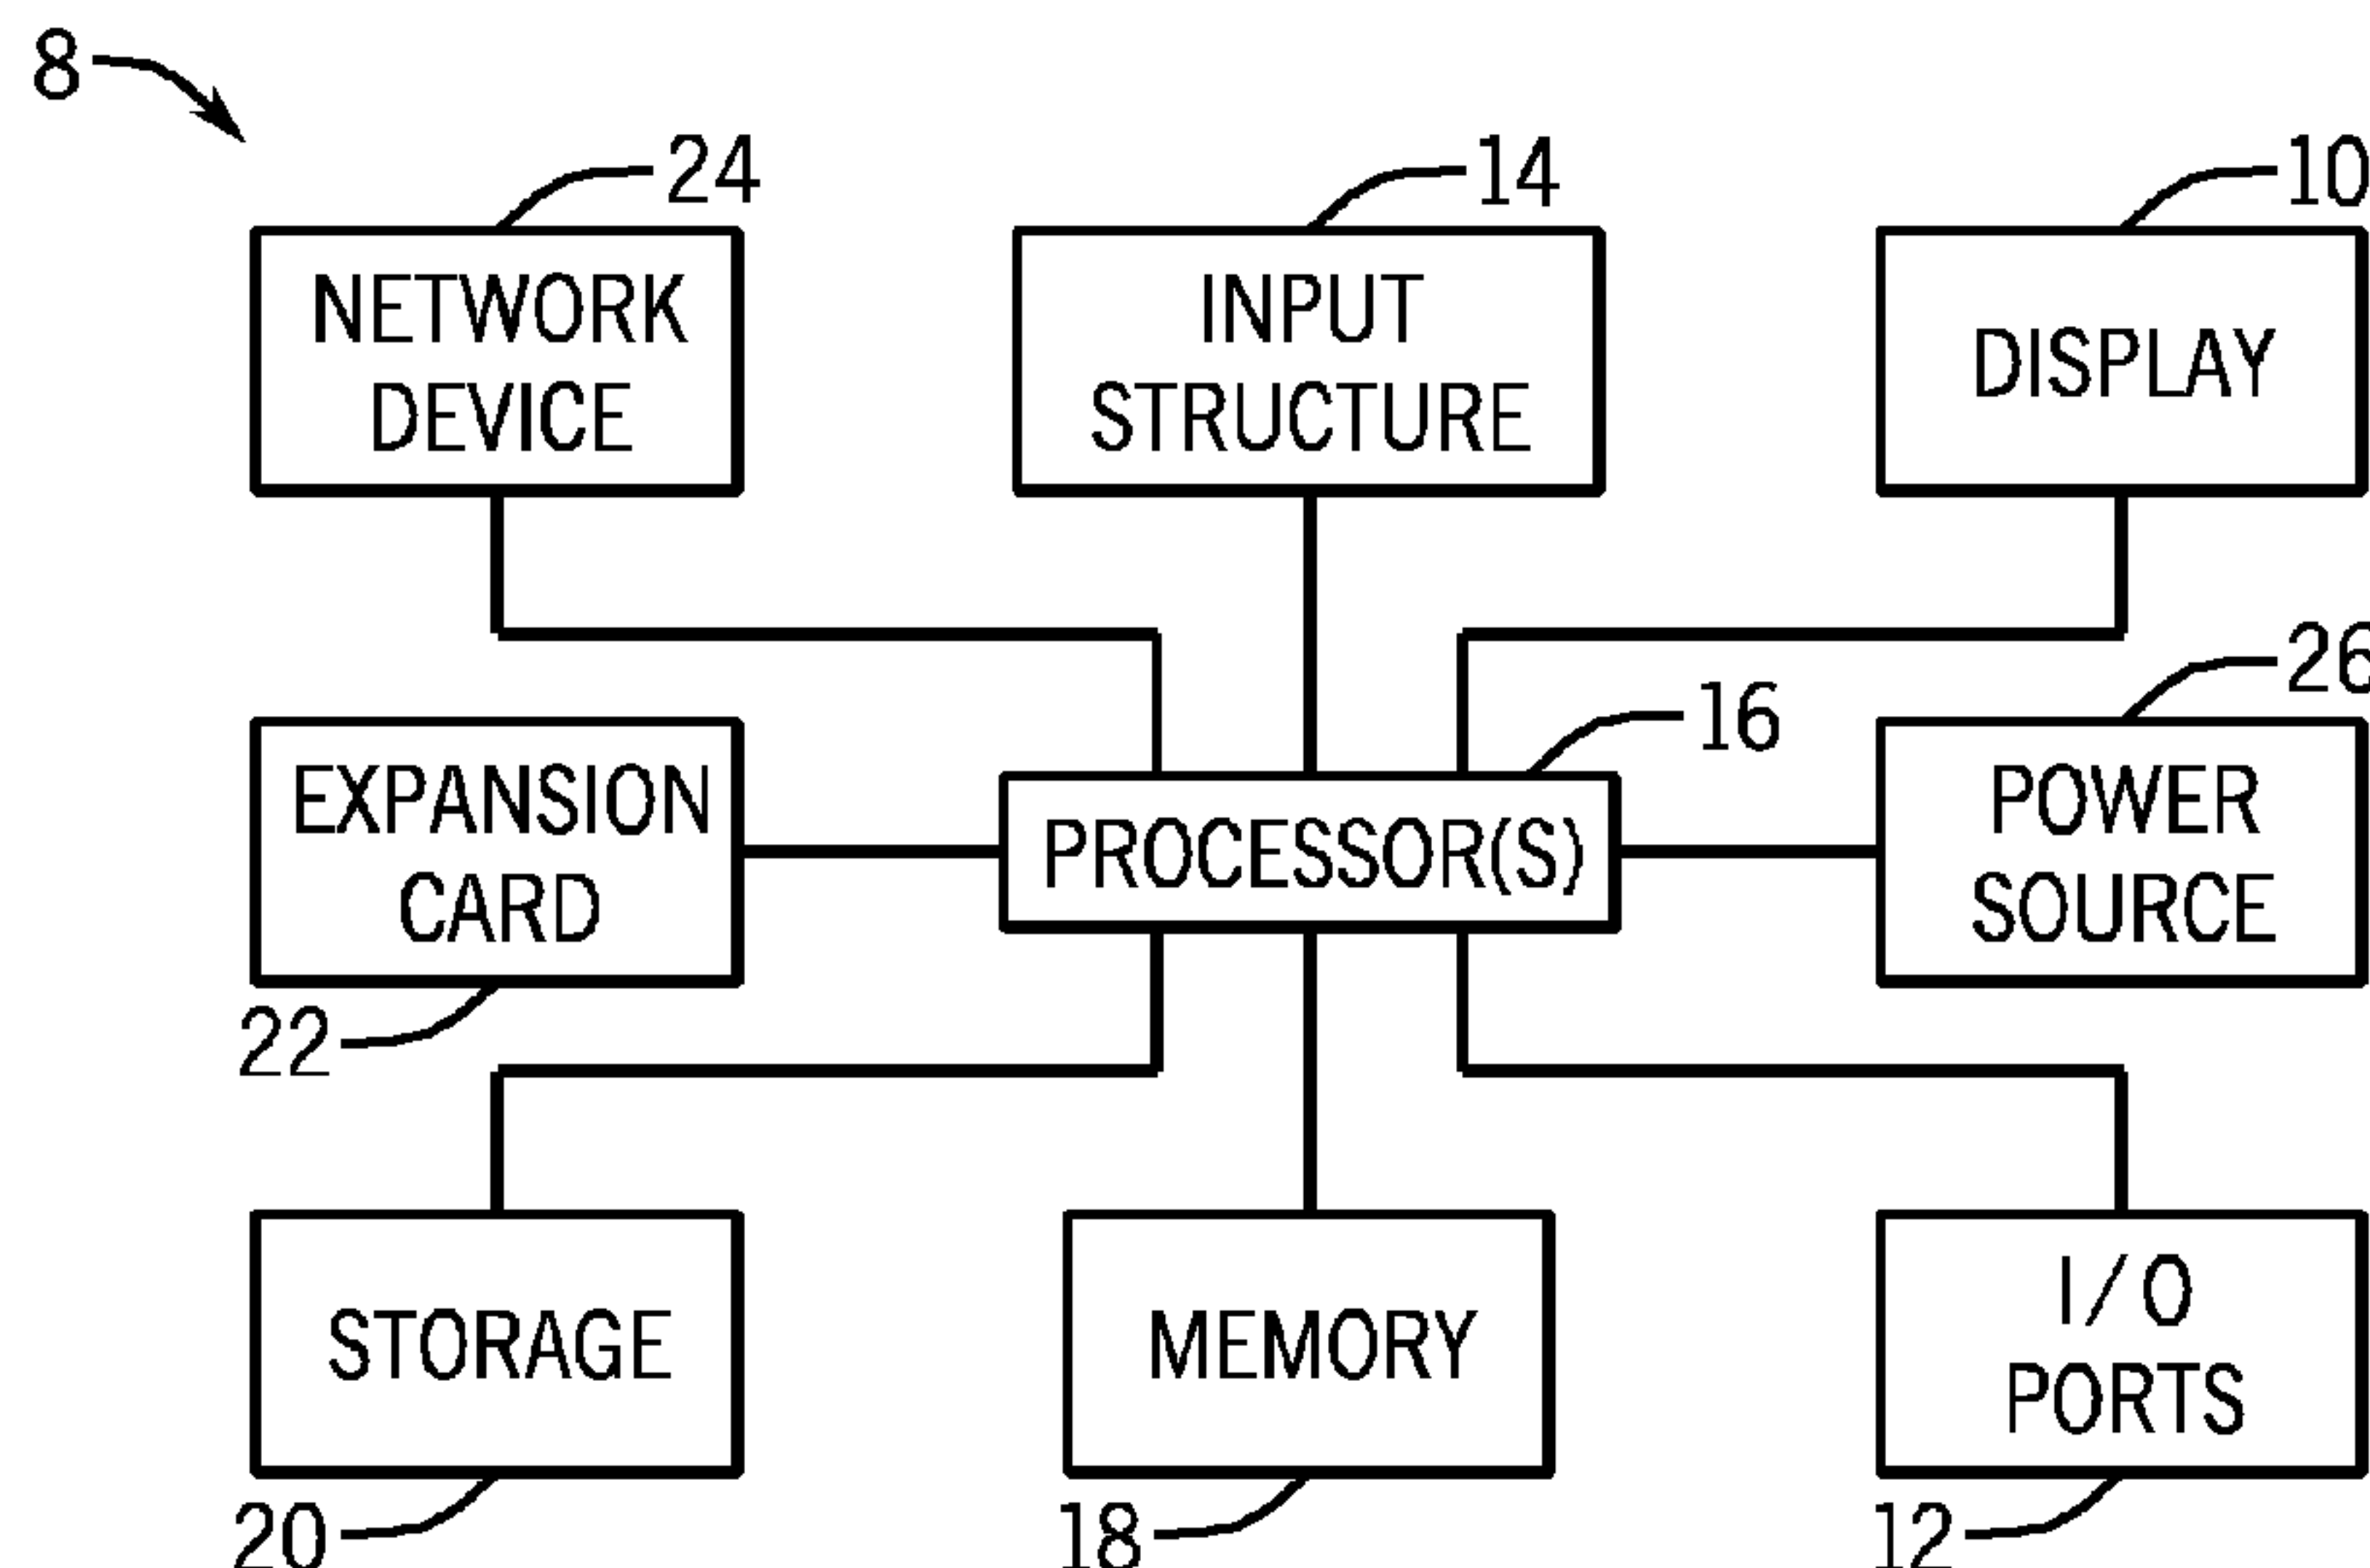 8
24
14
10
NETWORK
DEVICE
INPUT
STRUCTURE
DISPLAY
26
16
EXPANSION
CARD
PROCESSOR(S)
POWER
SOURCE
22
STORAGE
MEMORY
I/O
PORTS
20
18
12